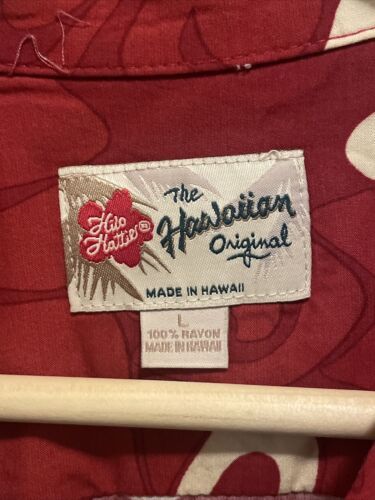 Hilo
Hattie®
The
Hawaiian
Original
MADE IN HAWAII
L
100% RAYON
MADE IN HAWAII